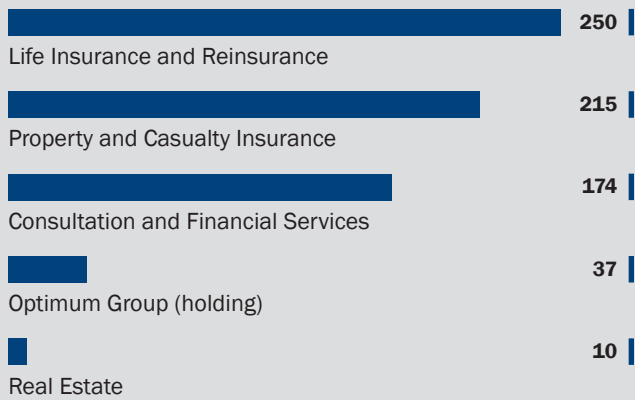 250
Life Insurance and Reinsurance
215
Property and Casualty Insurance
174
Consultation and Financial Services
37
Optimum Group (holding)
10
Real Estate